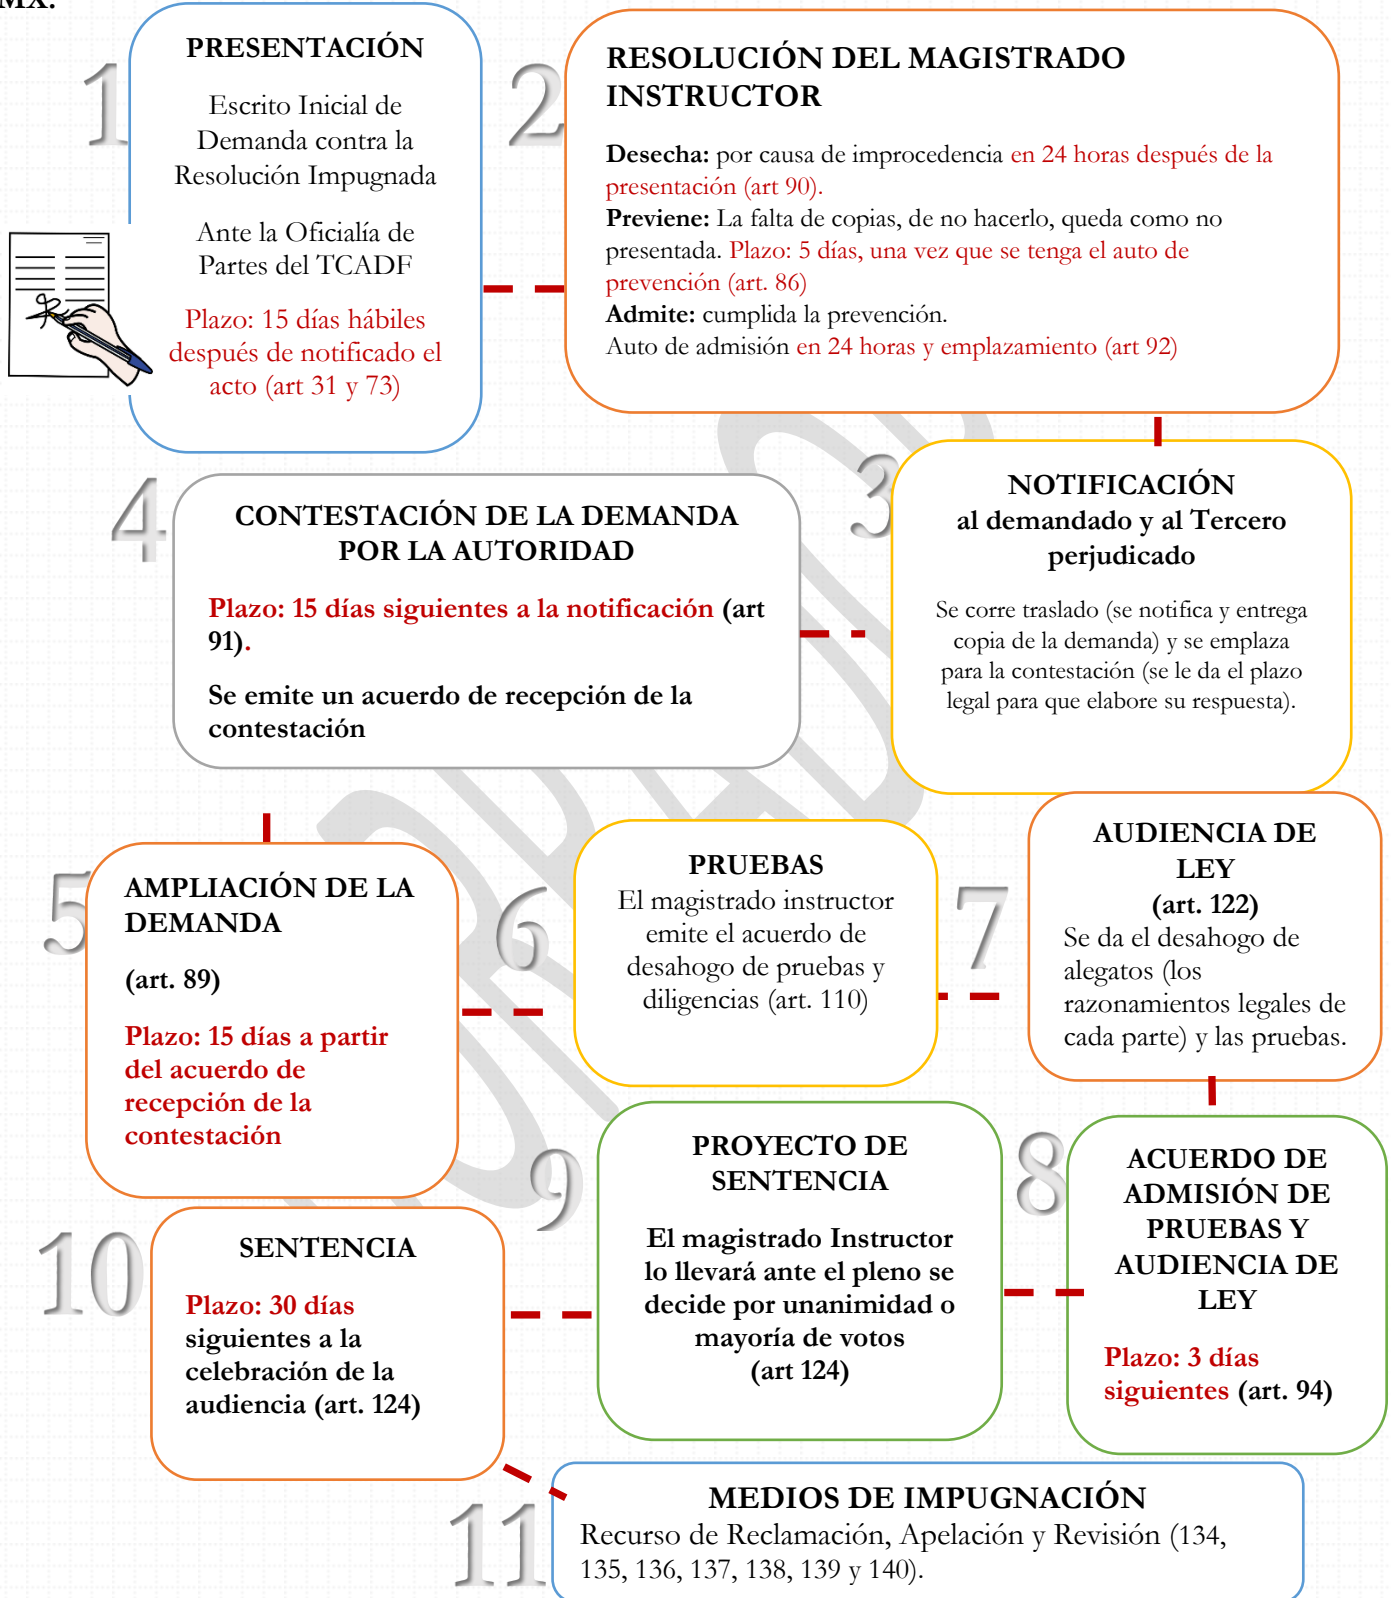 MX.
1
PRESENTACIÓN
Escrito Inicial de
Demanda contra la
Resolución Impugnada
Ante la Oficialía de
Partes del TCADF
Plazo: 15 días hábiles
después de notificado el
acto (art 31 y 73)
2
RESOLUCIÓN DEL MAGISTRADO
INSTRUCTOR
Desecha: por causa de improcedencia en 24 horas después de la
presentación (art 90).
Previene: La falta de copias, de no hacerlo, queda como no
presentada. Plazo: 5 días, una vez que se tenga el auto de
prevención (art. 86)
Admite: cumplida la prevención.
Auto de admisión en 24 horas y emplazamiento (art 92)
3
NOTIFICACIÓN
al demandado y al Tercero
perjudicado
Se corre traslado (se notifica y entrega
copia de la demanda) y se emplaza
para la contestación (se le da el plazo
legal para que elabore su respuesta).
4
CONTESTACIÓN DE LA DEMANDA
POR LA AUTORIDAD
Plazo: 15 días siguientes a la notificación (art
91).
Se emite un acuerdo de recepción de la
contestación
5
AMPLIACIÓN DE LA
DEMANDA
(art. 89)
Plazo: 15 días a partir
del acuerdo de
recepción de la
contestación
6
PRUEBAS
El magistrado instructor
emite el acuerdo de
desahogo de pruebas y
diligencias (art. 110)
7
AUDIENCIA DE
LEY
(art. 122)
Se da el desahogo de
alegatos (los
razonamientos legales de
cada parte) y las pruebas.
8
ACUERDO DE
ADMISIÓN DE
PRUEBAS Y
AUDIENCIA DE
LEY
Plazo: 3 días
siguientes (art. 94)
9
PROYECTO DE
SENTENCIA
El magistrado Instructor
lo llevará ante el pleno se
decide por unanimidad o
mayoría de votos
(art 124)
10
SENTENCIA
Plazo: 30 días
siguientes a la
celebración de la
audiencia (art. 124)
11
MEDIOS DE IMPUGNACIÓN
Recurso de Reclamación, Apelación y Revisión (134,
135, 136, 137, 138, 139 y 140).